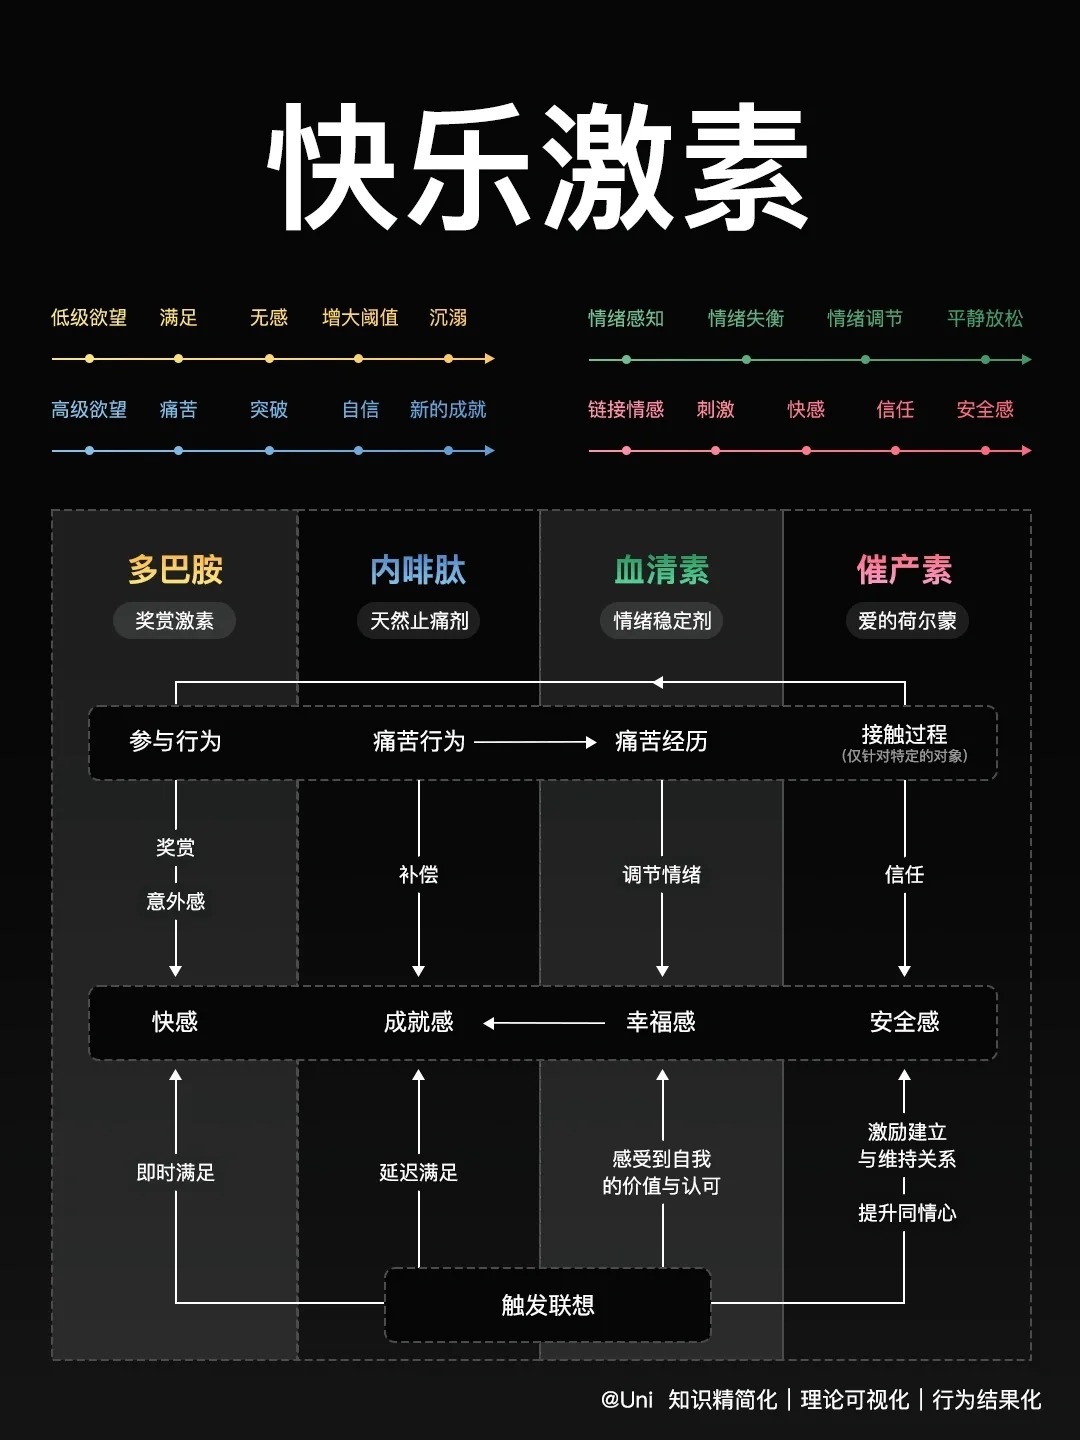 快乐激素
低级欲望 满足 无感 增大阈值 沉溺
高级欲望 痛苦 突破 自信 新的成就
情绪感知 情绪失衡 情绪调节 平静放松
链接情感 刺激 快感 信任 安全感
多巴胺 内啡肽 血清素 催产素
奖赏激素 天然止痛剂 情绪稳定剂 爱的荷尔蒙
参与行为 痛苦行为 痛苦经历 接触过程
(仅针对特定的对象)
奖赏
意外感
补偿 调节情绪 信任
快感 成就感 幸福感 安全感
即时满足 延迟满足
感受到自我
的价值与认可
激励建立
与维持关系
提升同情心
触发联想
@Uni 知识精简化｜理论可视化｜行为结果化